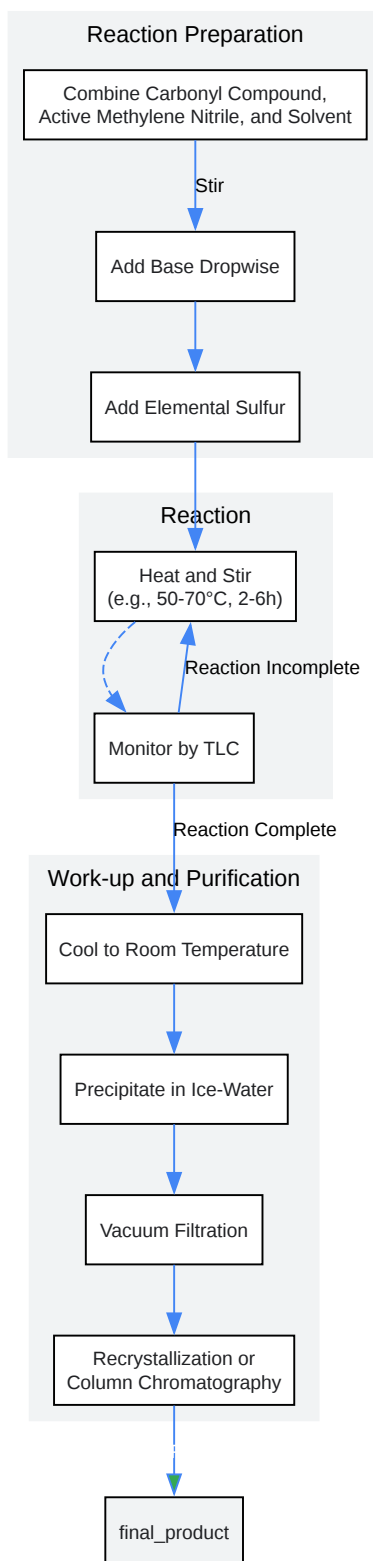 Reaction Preparation
Combine Carbonyl Compound,
Active Methylene Nitrile, and Solvent
Stir
Add Base Dropwise
Add Elemental Sulfur
Reaction
Heat and Stir
(e.g., 50-70°C, 2-6h)
Reaction Incomplete
Monitor by TLC
Reaction Complete
Work-up and Purification
Cool to Room Temperature
Precipitate in Ice-Water
Vacuum Filtration
Recrystallization or
Column Chromatography
final_product